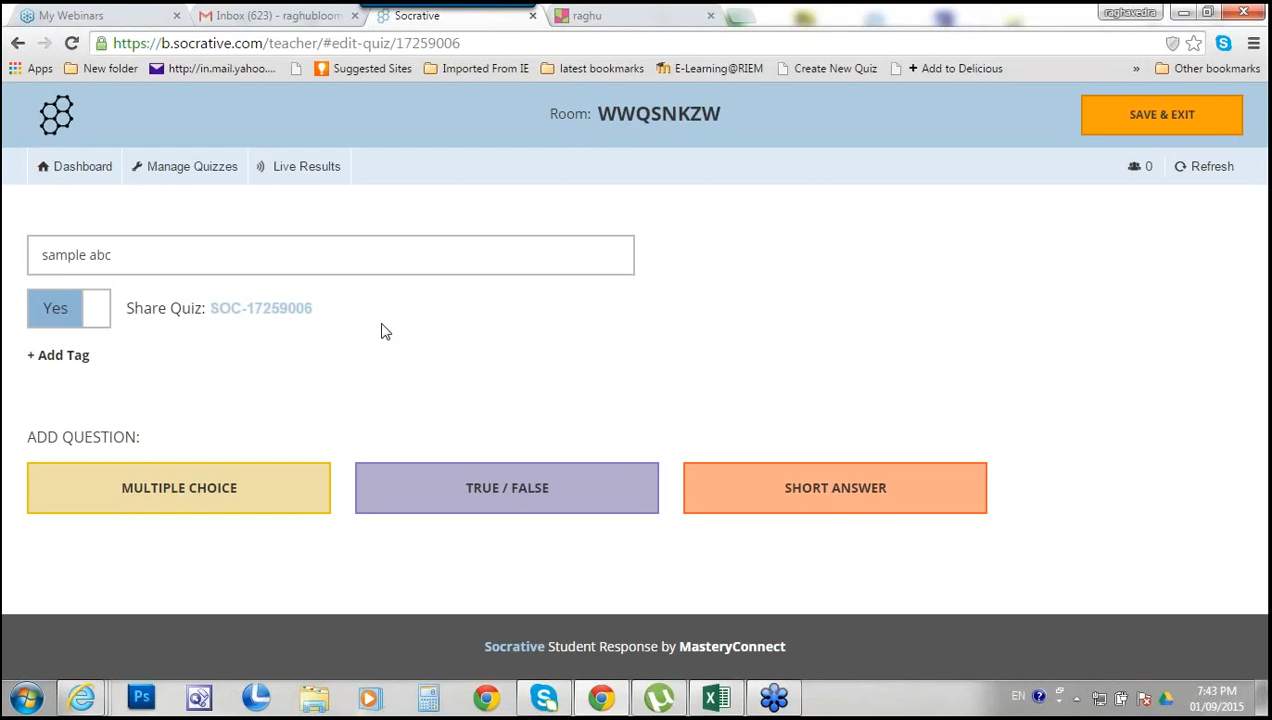 My Webinars
Inbox (623) - raghubloom
Socrative
raghu
raghavedra
https://b.socrative.com/teacher/#edit-quiz/17259006
Apps
New folder
http://in.mail.yahoo....
Suggested Sites
Imported From IE
latest bookmarks
E-Learning@RIEM
Create New Quiz
+ Add to Delicious
»
Other bookmarks
Room: WWQSNKZW
SAVE & EXIT
Dashboard
Manage Quizzes
Live Results
0
Refresh
sample abc
Yes
Share Quiz: SOC-17259006
+ Add Tag
ADD QUESTION:
MULTIPLE CHOICE
TRUE / FALSE
SHORT ANSWER
Socrative Student Response by MasteryConnect
Ps
EN
7:43 PM
01/09/2015